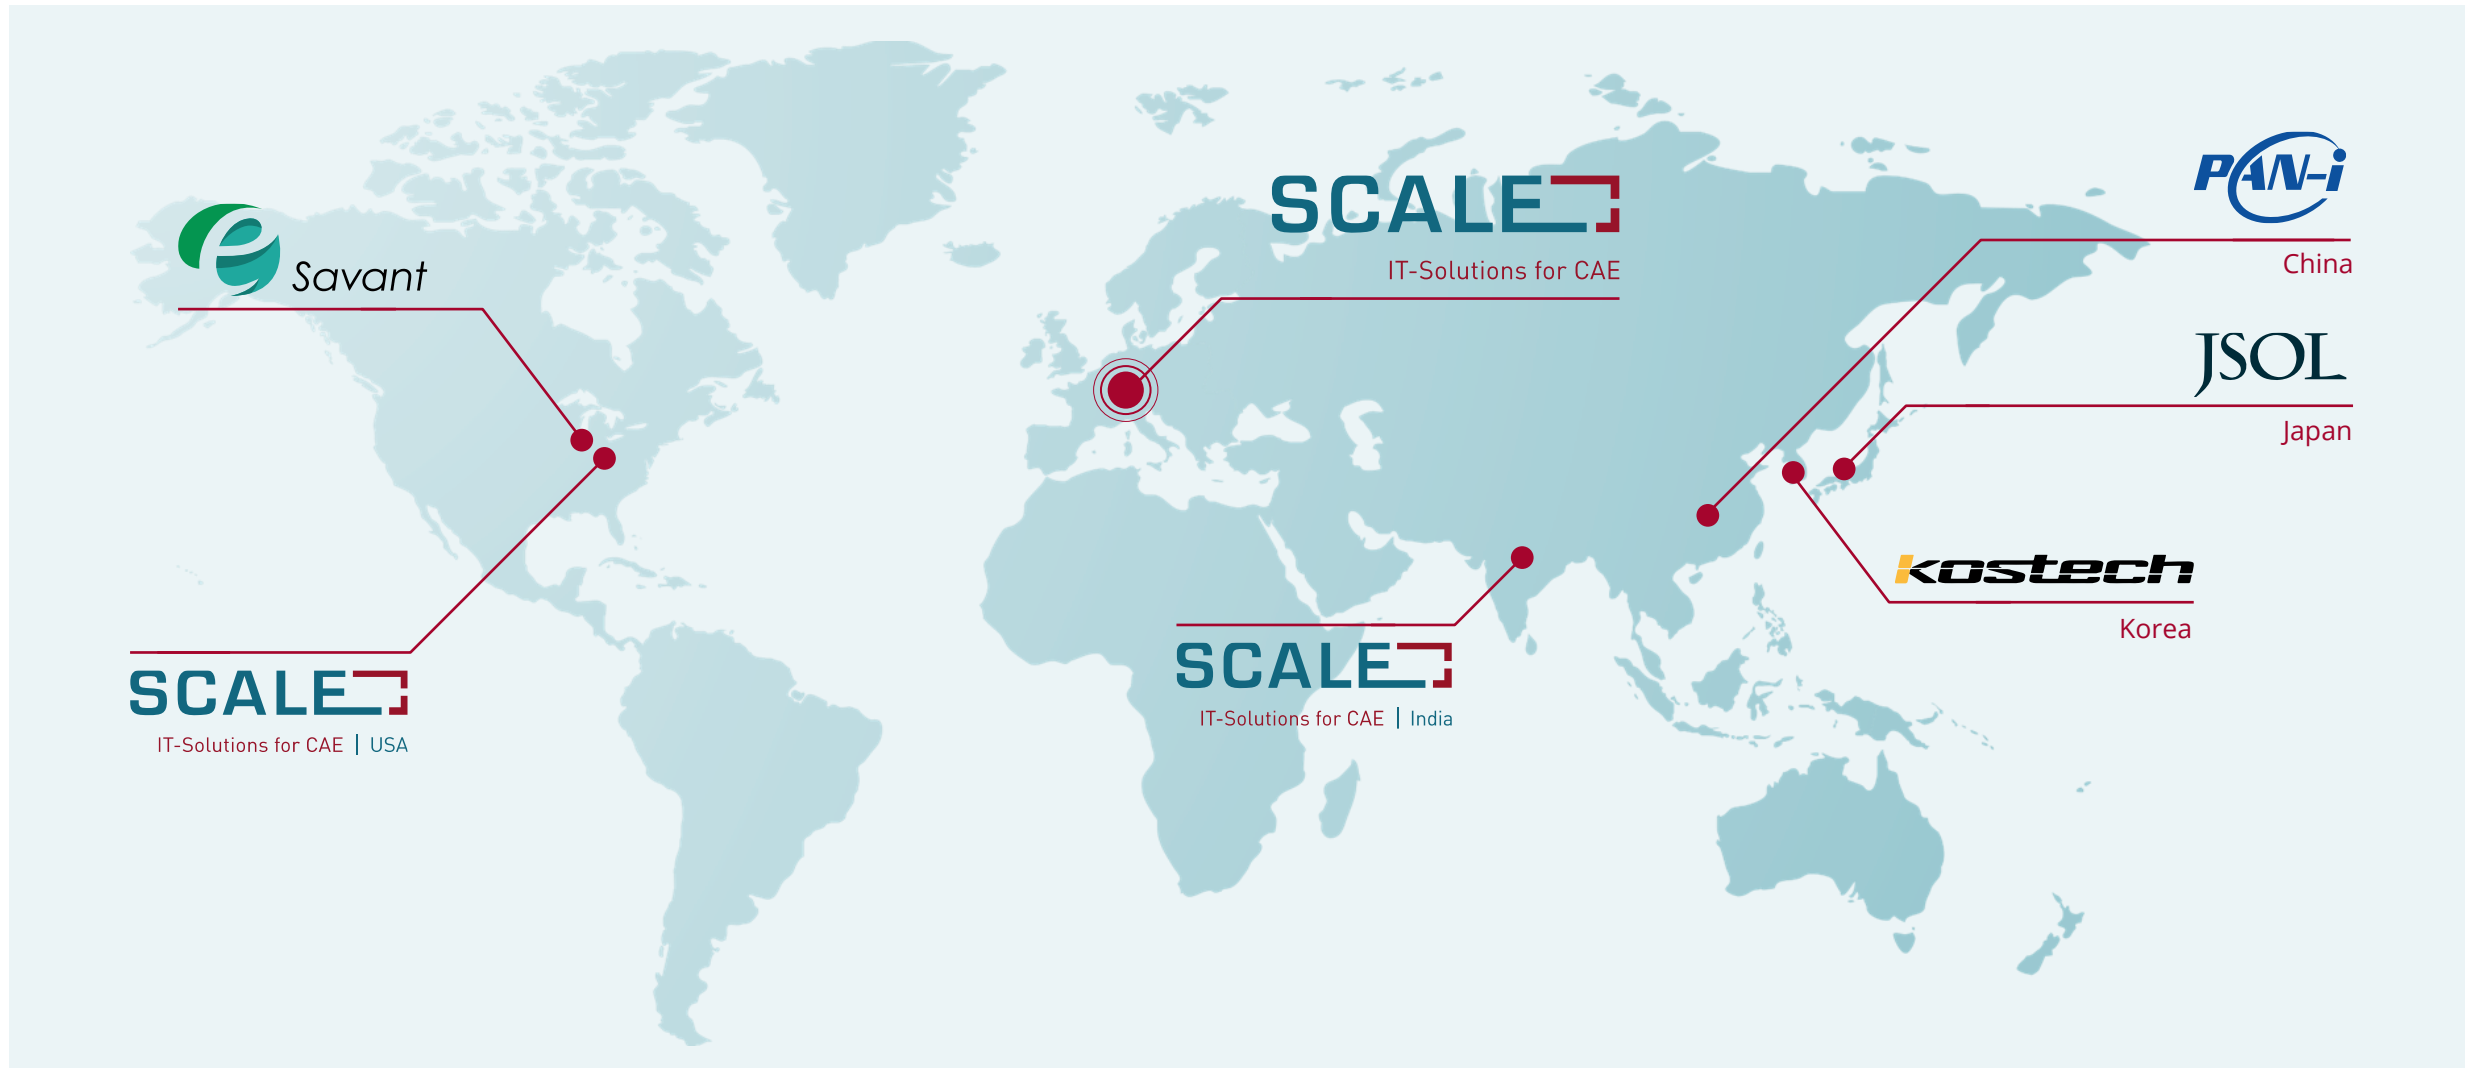 e Savant
SCALE
IT-Solutions for CAE
PAN-i
China
JSOL
Japan
kostech
Korea
SCALE
IT-Solutions for CAE | India
SCALE
IT-Solutions for CAE | USA